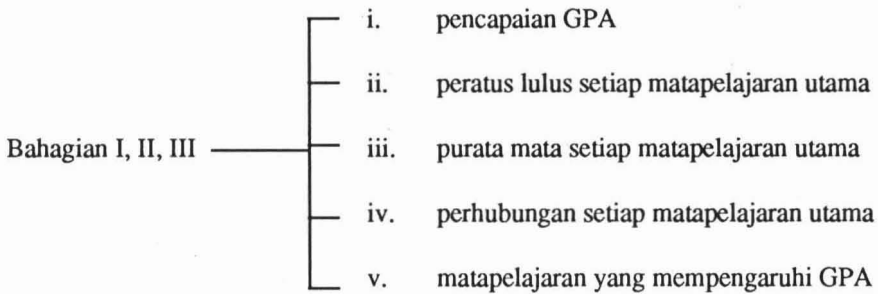 i. pencapaian GPA
ii. peratus lulus setiap matapelajaran utama
Bahagian I, II, III
iii. purata mata setiap matapelajaran utama
iv. perhubungan setiap matapelajaran utama
v. matapelajaran yang mempengaruhi GPA